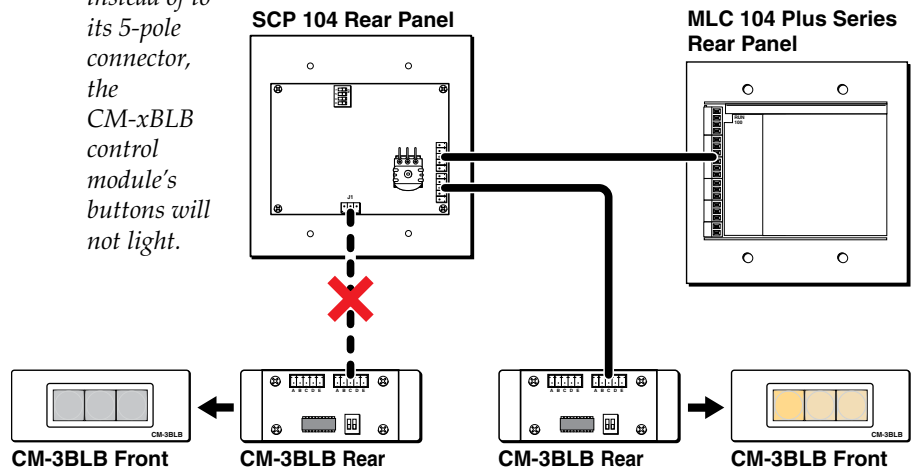 instead of to
its 5-pole
connector,
the
CM-xBLB
control
module's
buttons will
not light.
SCP 104 Rear Panel
MLC 104 Plus Series
Rear Panel
RUN
100
J1
A B C D E
A B C D E
A B C D E
A B C D E
CM-3BLB
CM-3BLB
CM-3BLB Front
CM-3BLB Rear
CM-3BLB Rear
CM-3BLB Front